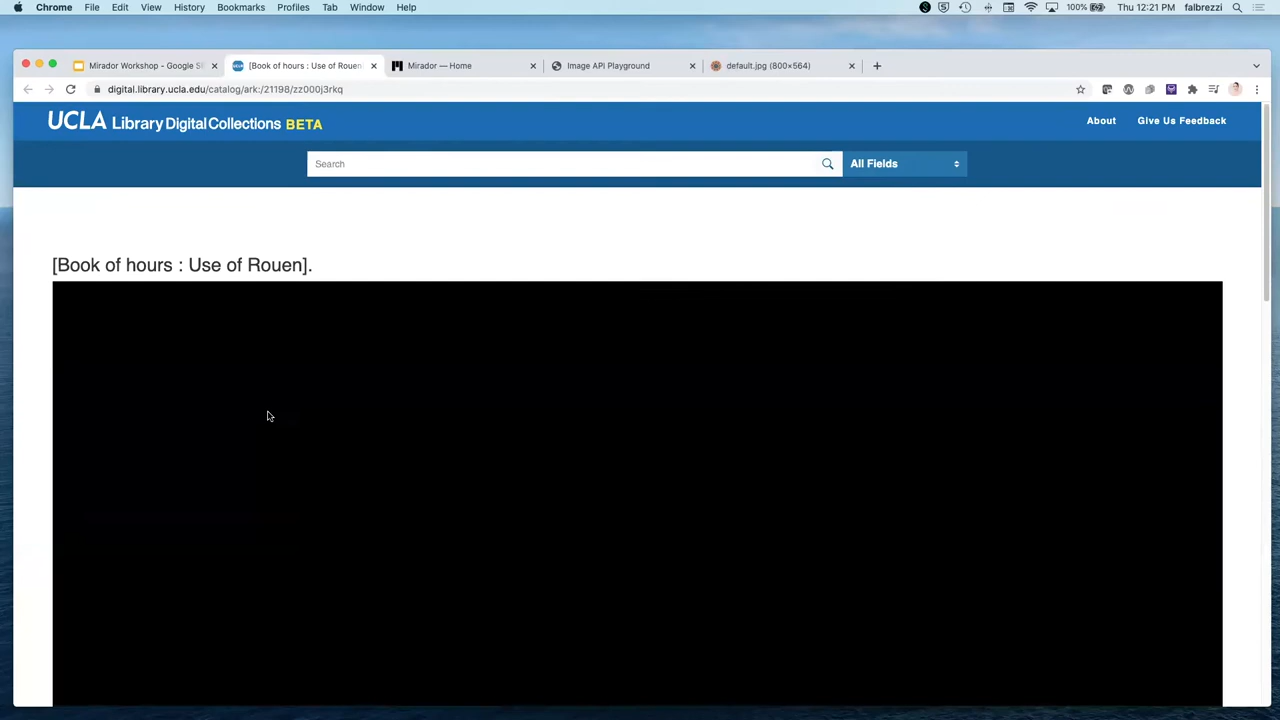 Chrome File Edit View History Bookmarks Profiles Tab Window Help 100% Thu 12:21 PM falbrezzi
Mirador Workshop - Google Sl [Book of hours : Use of Rouen Mirador — Home Image API Playground default.jpg (800×564)
digital.library.ucla.edu/catalog/ark:/21198/zz000j3rkq
UCLA Library Digital Collections BETA About Give Us Feedback
Search All Fields
[Book of hours : Use of Rouen].